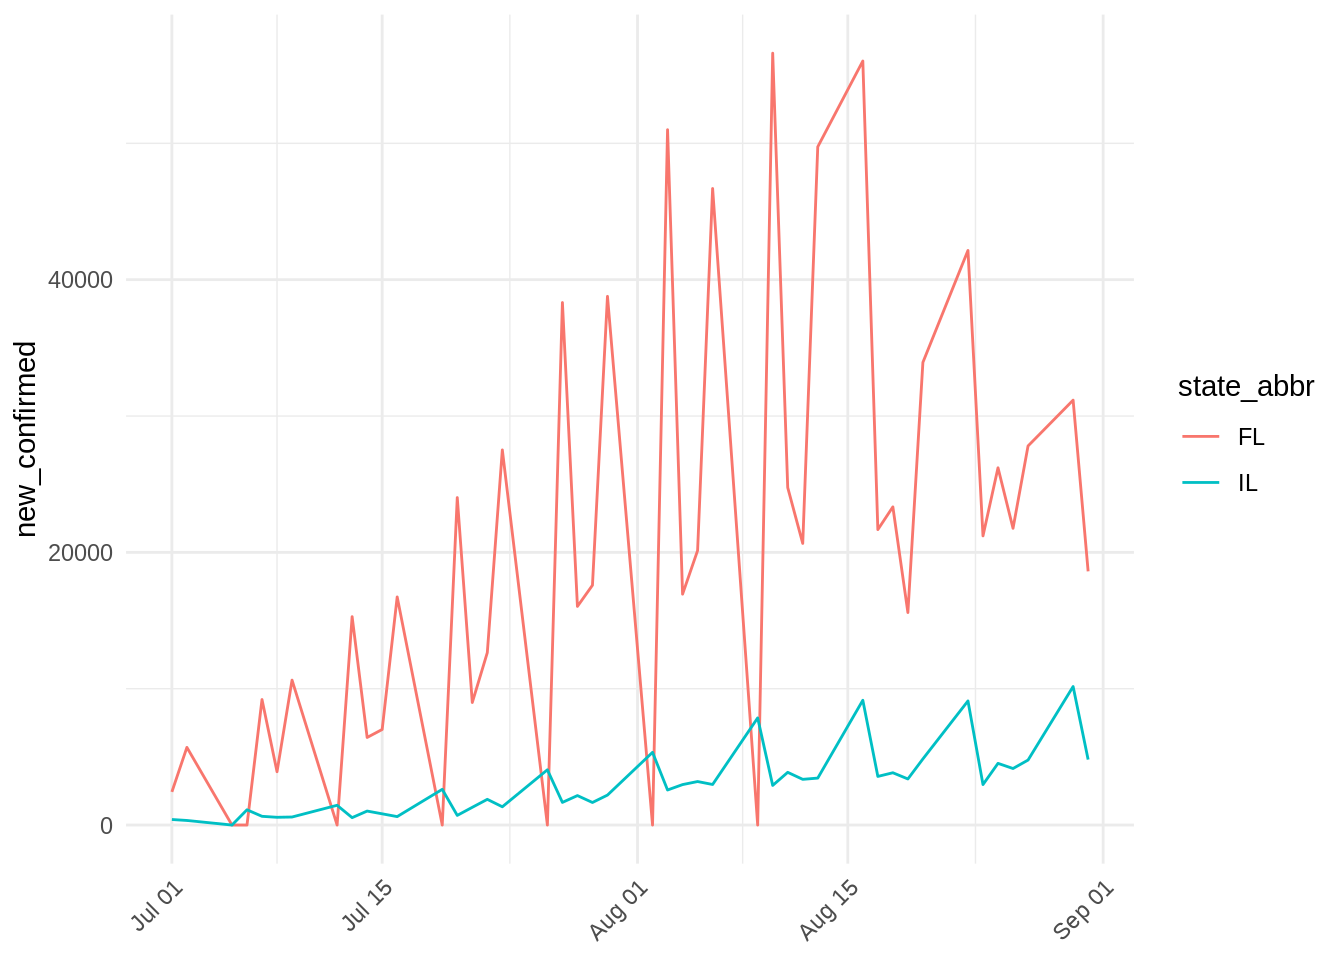 new_confirmed
40000
20000
0
Jul 01
Jul 15
Aug 01
Aug 15
Sep 01
state_abbr
FL
IL